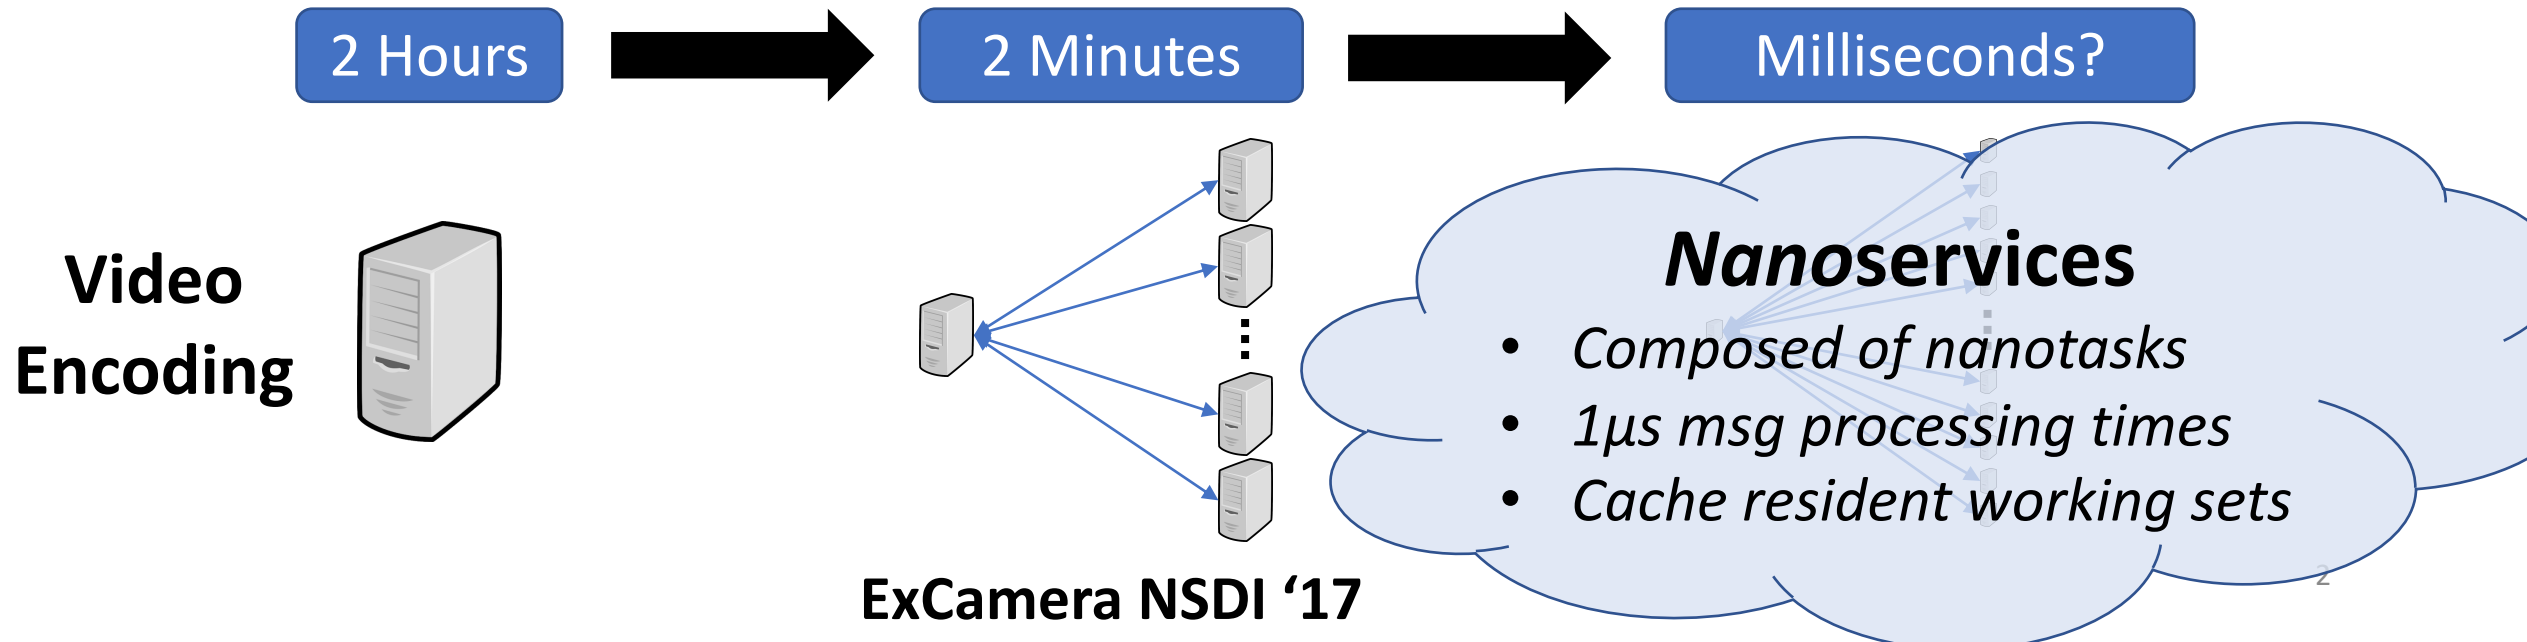 2 Hours
2 Minutes
Milliseconds?
Video
Encoding
ExCamera NSDI ‘17
Nanoservices
• Composed of nanotasks
• 1µs msg processing times
• Cache resident working sets
2